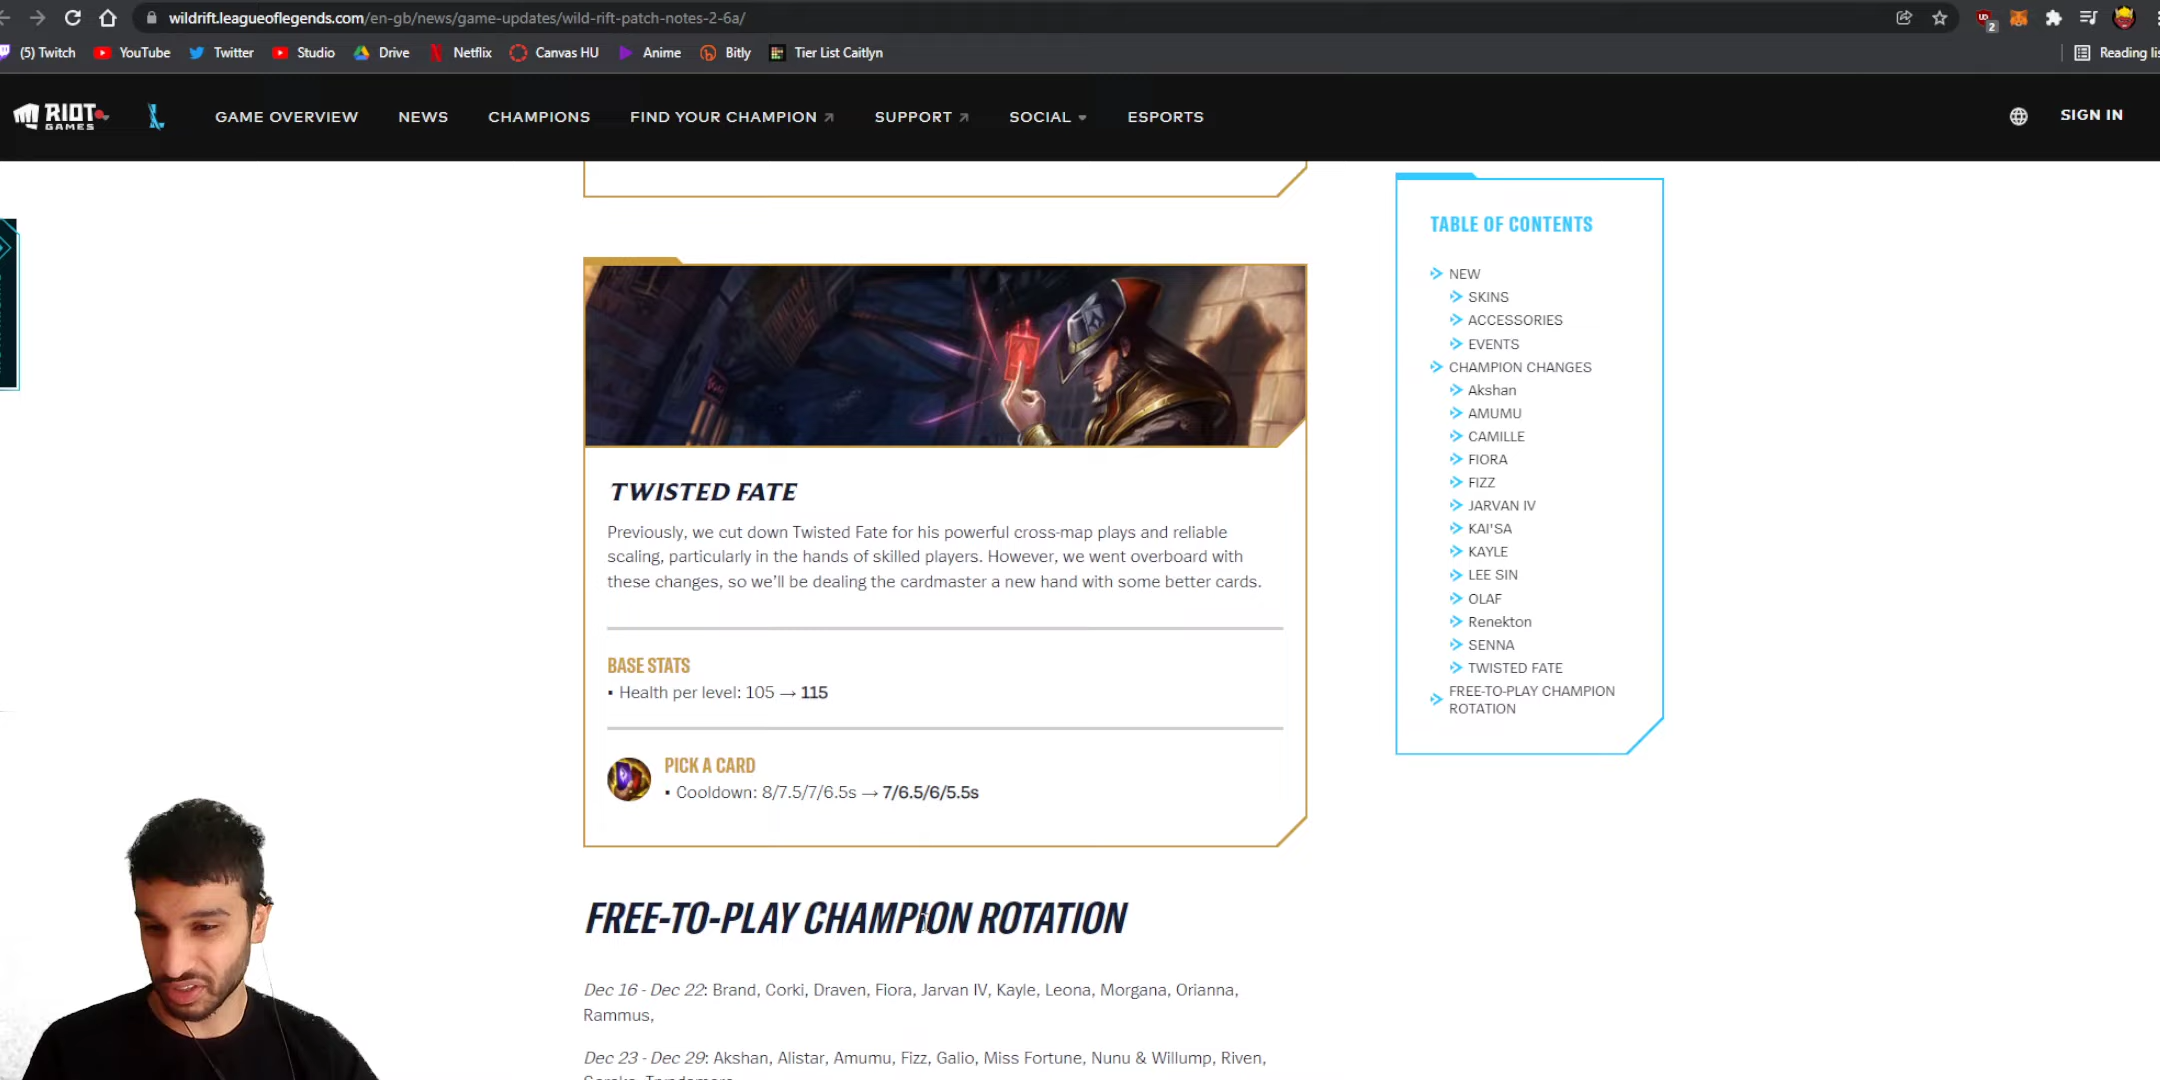 wildrift.leagueoflegends.com/en-gb/news/game-updates/wild-rift-patch-notes-2-6a/
2
(5) Twitch YouTube Twitter Studio Drive Netflix Canvas HU Anime Bitly Tier List Caitlyn Reading lis
RIOT GAMES GAME OVERVIEW NEWS CHAMPIONS FIND YOUR CHAMPION SUPPORT SOCIAL ESPORTS SIGN IN
TWISTED FATE
Previously, we cut down Twisted Fate for his powerful cross-map plays and reliable
scaling, particularly in the hands of skilled players. However, we went overboard with
these changes, so we'll be dealing the cardmaster a new hand with some better cards.
BASE STATS
▪ Health per level: 105 → 115
PICK A CARD
▪ Cooldown: 8/7.5/7/6.5s → 7/6.5/6/5.5s
FREE-TO-PLAY CHAMPION ROTATION
Dec 16 - Dec 22: Brand, Corki, Draven, Fiora, Jarvan IV, Kayle, Leona, Morgana, Orianna,
Rammus,
Dec 23 - Dec 29: Akshan, Alistar, Amumu, Fizz, Galio, Miss Fortune, Nunu & Willump, Riven,
TABLE OF CONTENTS
NEW
SKINS
ACCESSORIES
EVENTS
CHAMPION CHANGES
Akshan
AMUMU
CAMILLE
FIORA
FIZZ
JARVAN IV
KAI'SA
KAYLE
LEE SIN
OLAF
Renekton
SENNA
TWISTED FATE
FREE-TO-PLAY CHAMPION
ROTATION